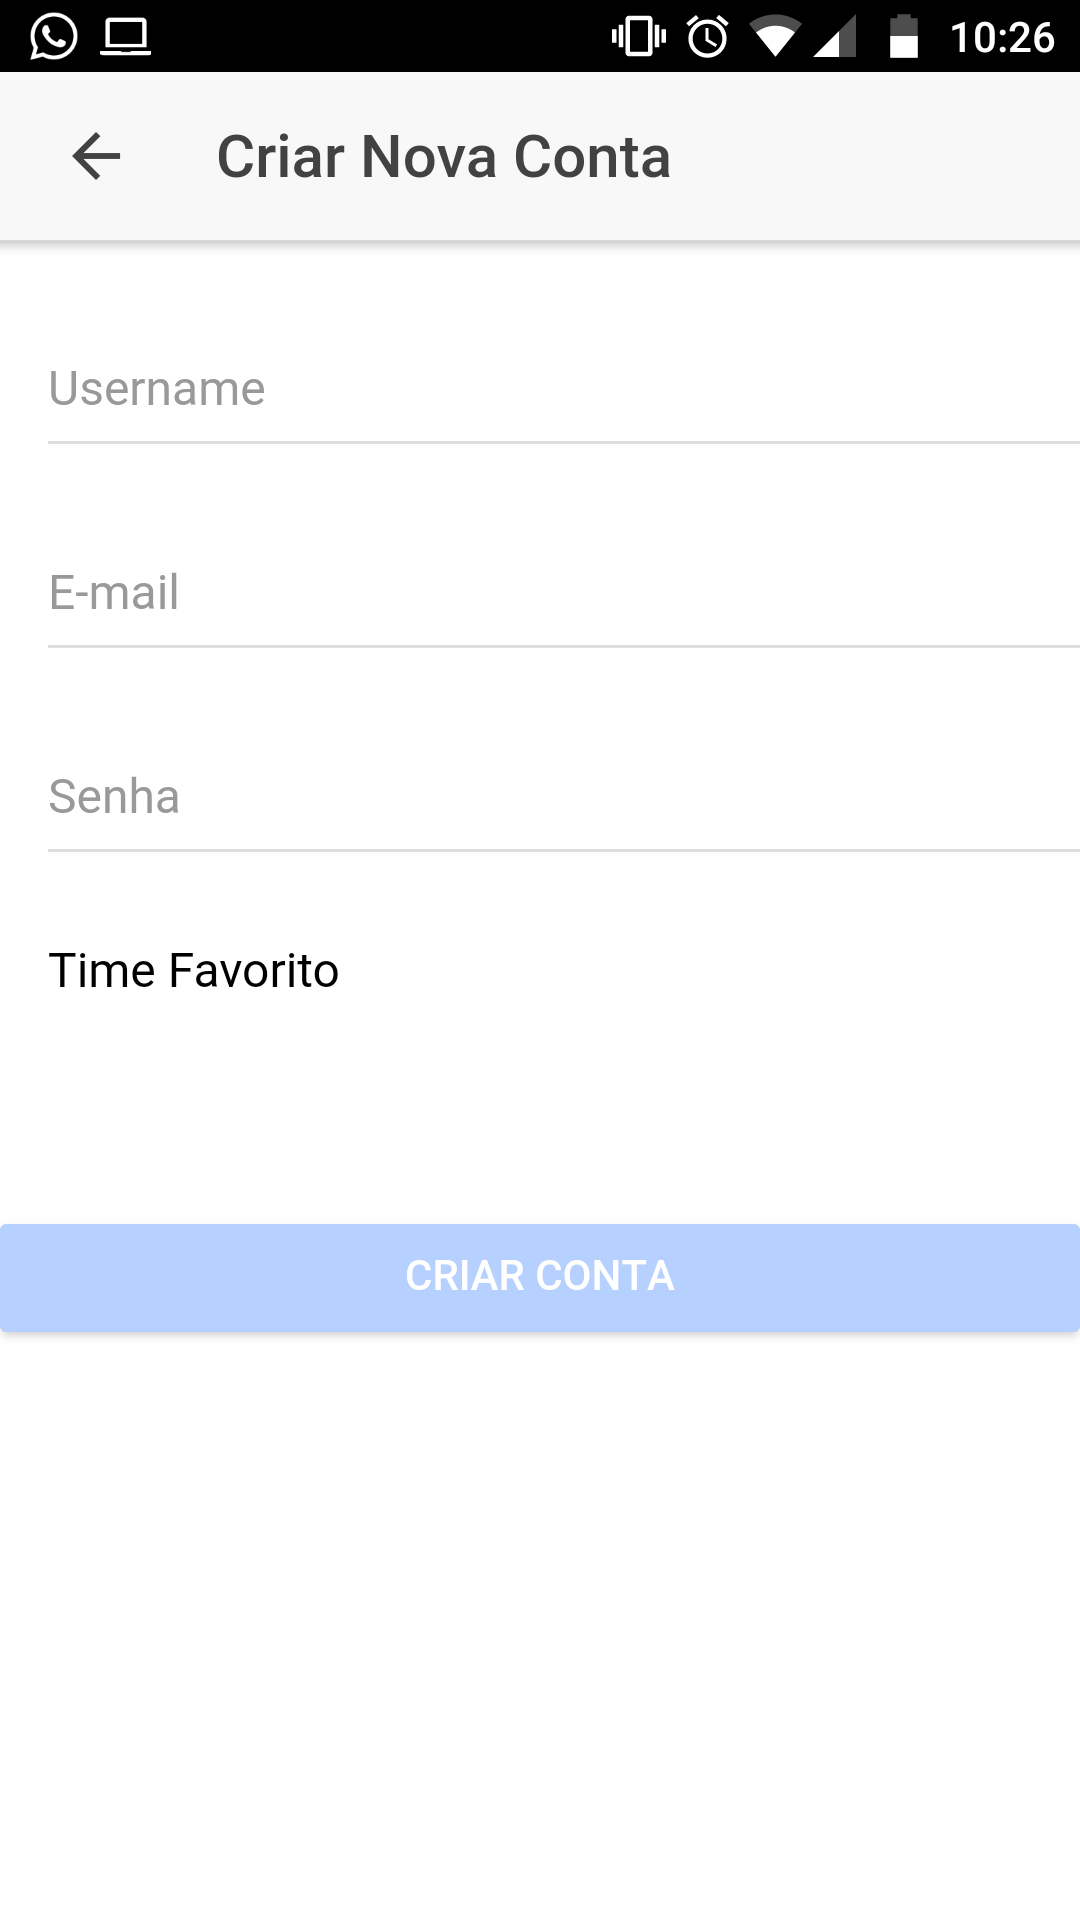 10:26
Criar Nova Conta
Username
E-mail
Senha
Time Favorito
CRIAR CONTA